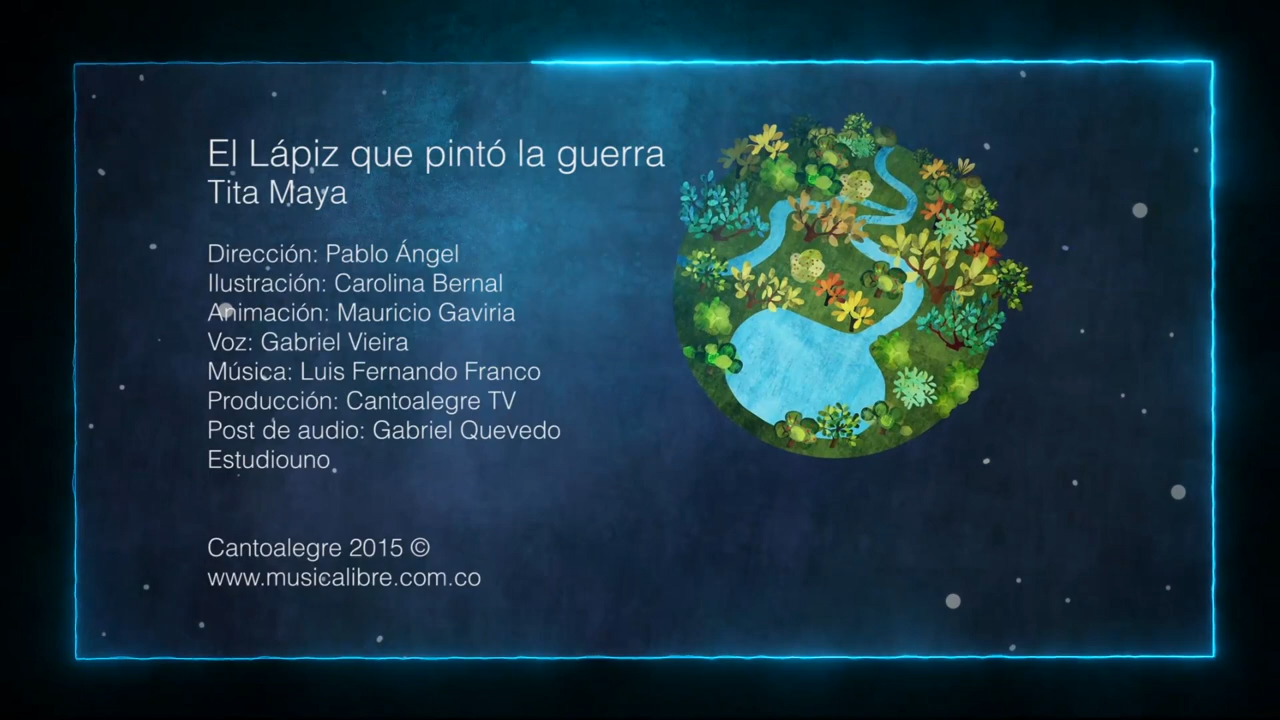 El Lápiz que pintó la guerra
Tita Maya
Dirección: Pablo Ángel
Ilustración: Carolina Bernal
Animación: Mauricio Gaviria
Voz: Gabriel Vieira
Música: Luis Fernando Franco
Producción: Cantoalegre TV
Post de audio: Gabriel Quevedo
Estudiouno
Cantoalegre 2015 ©
www.musicalibre.com.co